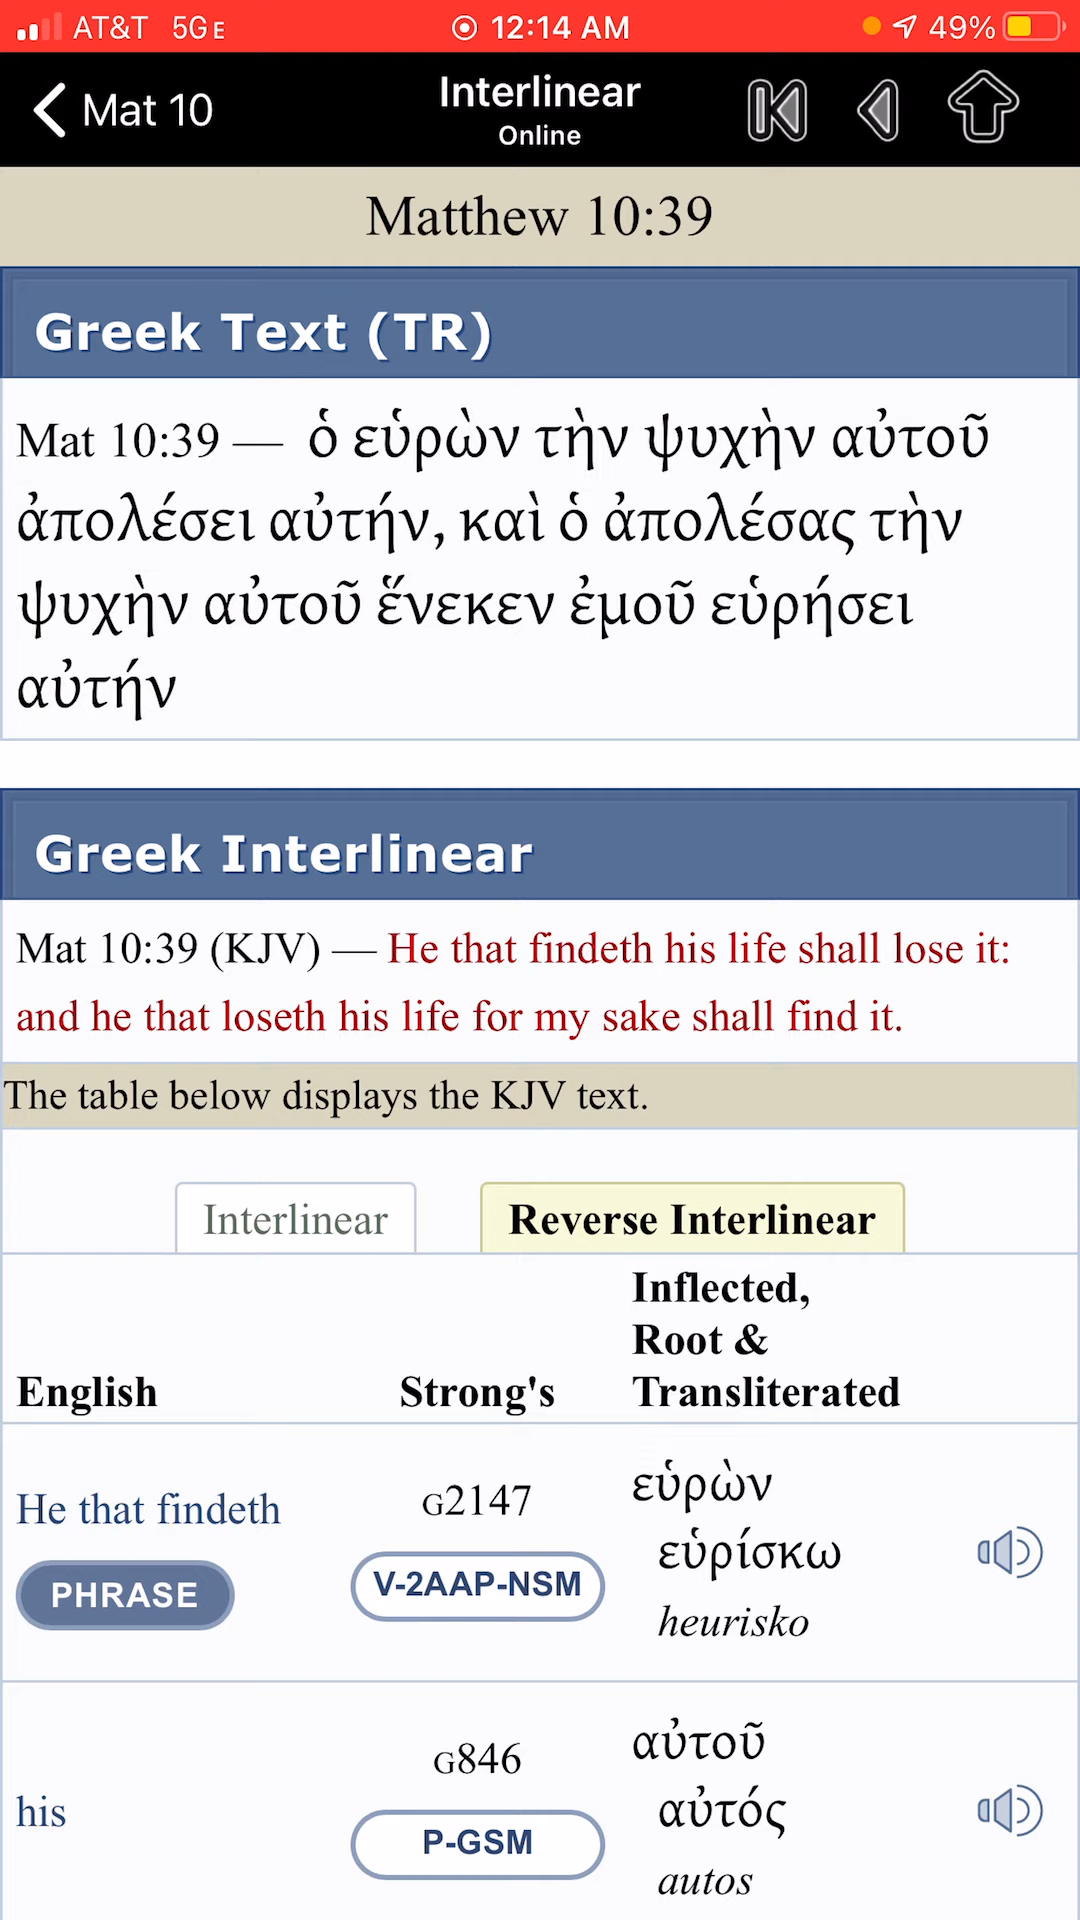 AT&T 5GE 12:14 AM 49%
Mat 10 Interlinear
Online
Matthew 10:39
Greek Text (TR)
Mat 10:39 — ὁ εὑρὼν τὴν ψυχὴν αὐτοῦ
ἀπολέσει αὐτήν, καὶ ὁ ἀπολέσας τὴν
ψυχὴν αὐτοῦ ἕνεκεν ἐμοῦ εὑρήσει
αὐτήν
Greek Interlinear
Mat 10:39 (KJV) — He that findeth his life shall lose it:
and he that loseth his life for my sake shall find it.
The table below displays the KJV text.
Interlinear Reverse Interlinear
Inflected,
Root &
English Strong's Transliterated
εὑρὼν
He that findeth G2147
εὑρίσκω
PHRASE V-2AAP-NSM
heurisko
αὐτοῦ
G846
his αὐτός
P-GSM
autos